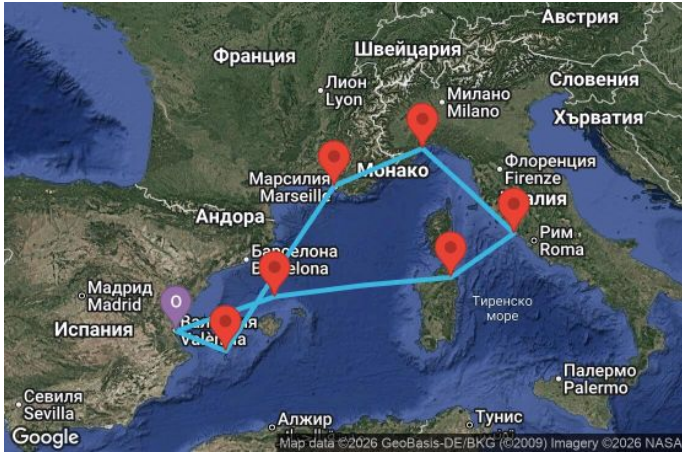 Австрия
Франция
Швейцария
Словения
Лион
Lyon
Милано
Milano
Хърватия
Марсилия
Marseille
Монако
Флоренция
Firenze
Андора
Рим
Roma
Барселона
Мадрид
Madrid
O
Испания
València
Тиренско
море
Палермо
Palermo
Севиля
Sevilla
Алжир
Тунис
Google
Map data ©2026 GeoBasis-DE/BKG (©2009) Imagery ©2026 NASA